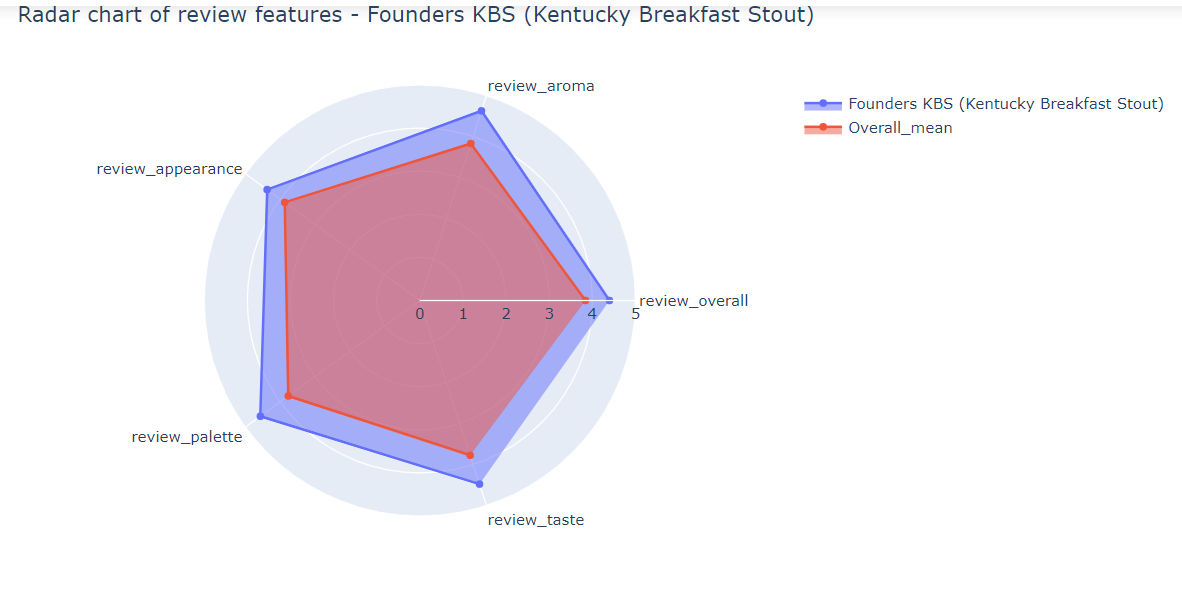 Radar chart of review features - Founders KBS (Kentucky Breakfast Stout)
review_aroma
Founders KBS (Kentucky Breakfast Stout)
Overall_mean
review_appearance
review_overall
0 1 2 3 4 5
review_palette
review_taste